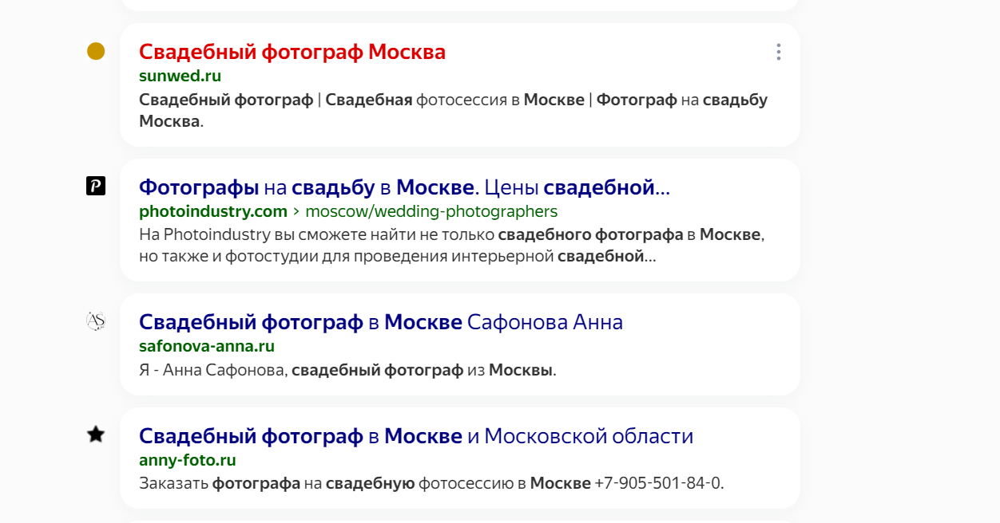 Свадебный фотограф Москва
sunwed.ru
Свадебный фотограф | Свадебная фотосессия в Москве | Фотограф на свадьбу
Москва.
P
Фотографы на свадьбу в Москве. Цены свадебной...
photoindustry.com › moscow/wedding-photographers
На Photoindustry вы сможете найти не только свадебного фотографа в Москве,
но также и фотостудии для проведения интерьерной свадебной...
AS
Свадебный фотограф в Москве Сафонова Анна
safonova-anna.ru
Я - Анна Сафонова, свадебный фотограф из Москвы.
Свадебный фотограф в Москве и Московской области
anny-foto.ru
Заказать фотографа на свадебную фотосессию в Москве +7-905-501-84-0.